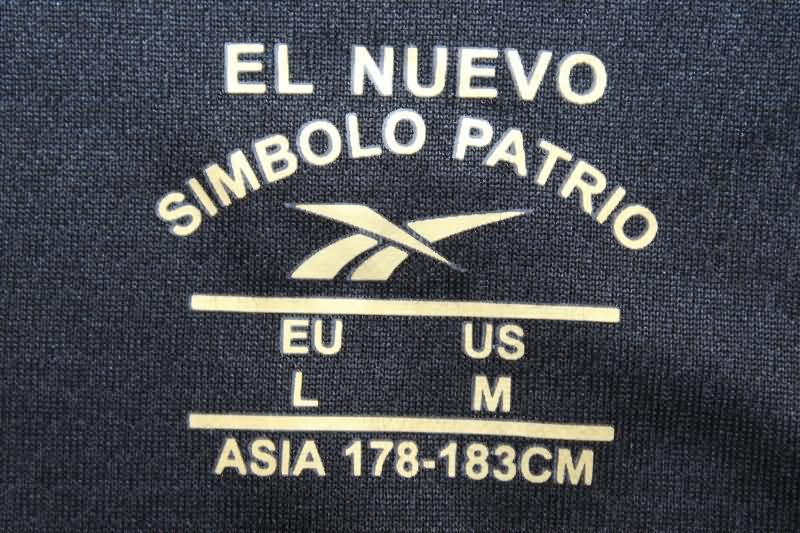 EL NUEVO
SIMBOLO PATRIO
EU US
L M
ASIA 178-183CM